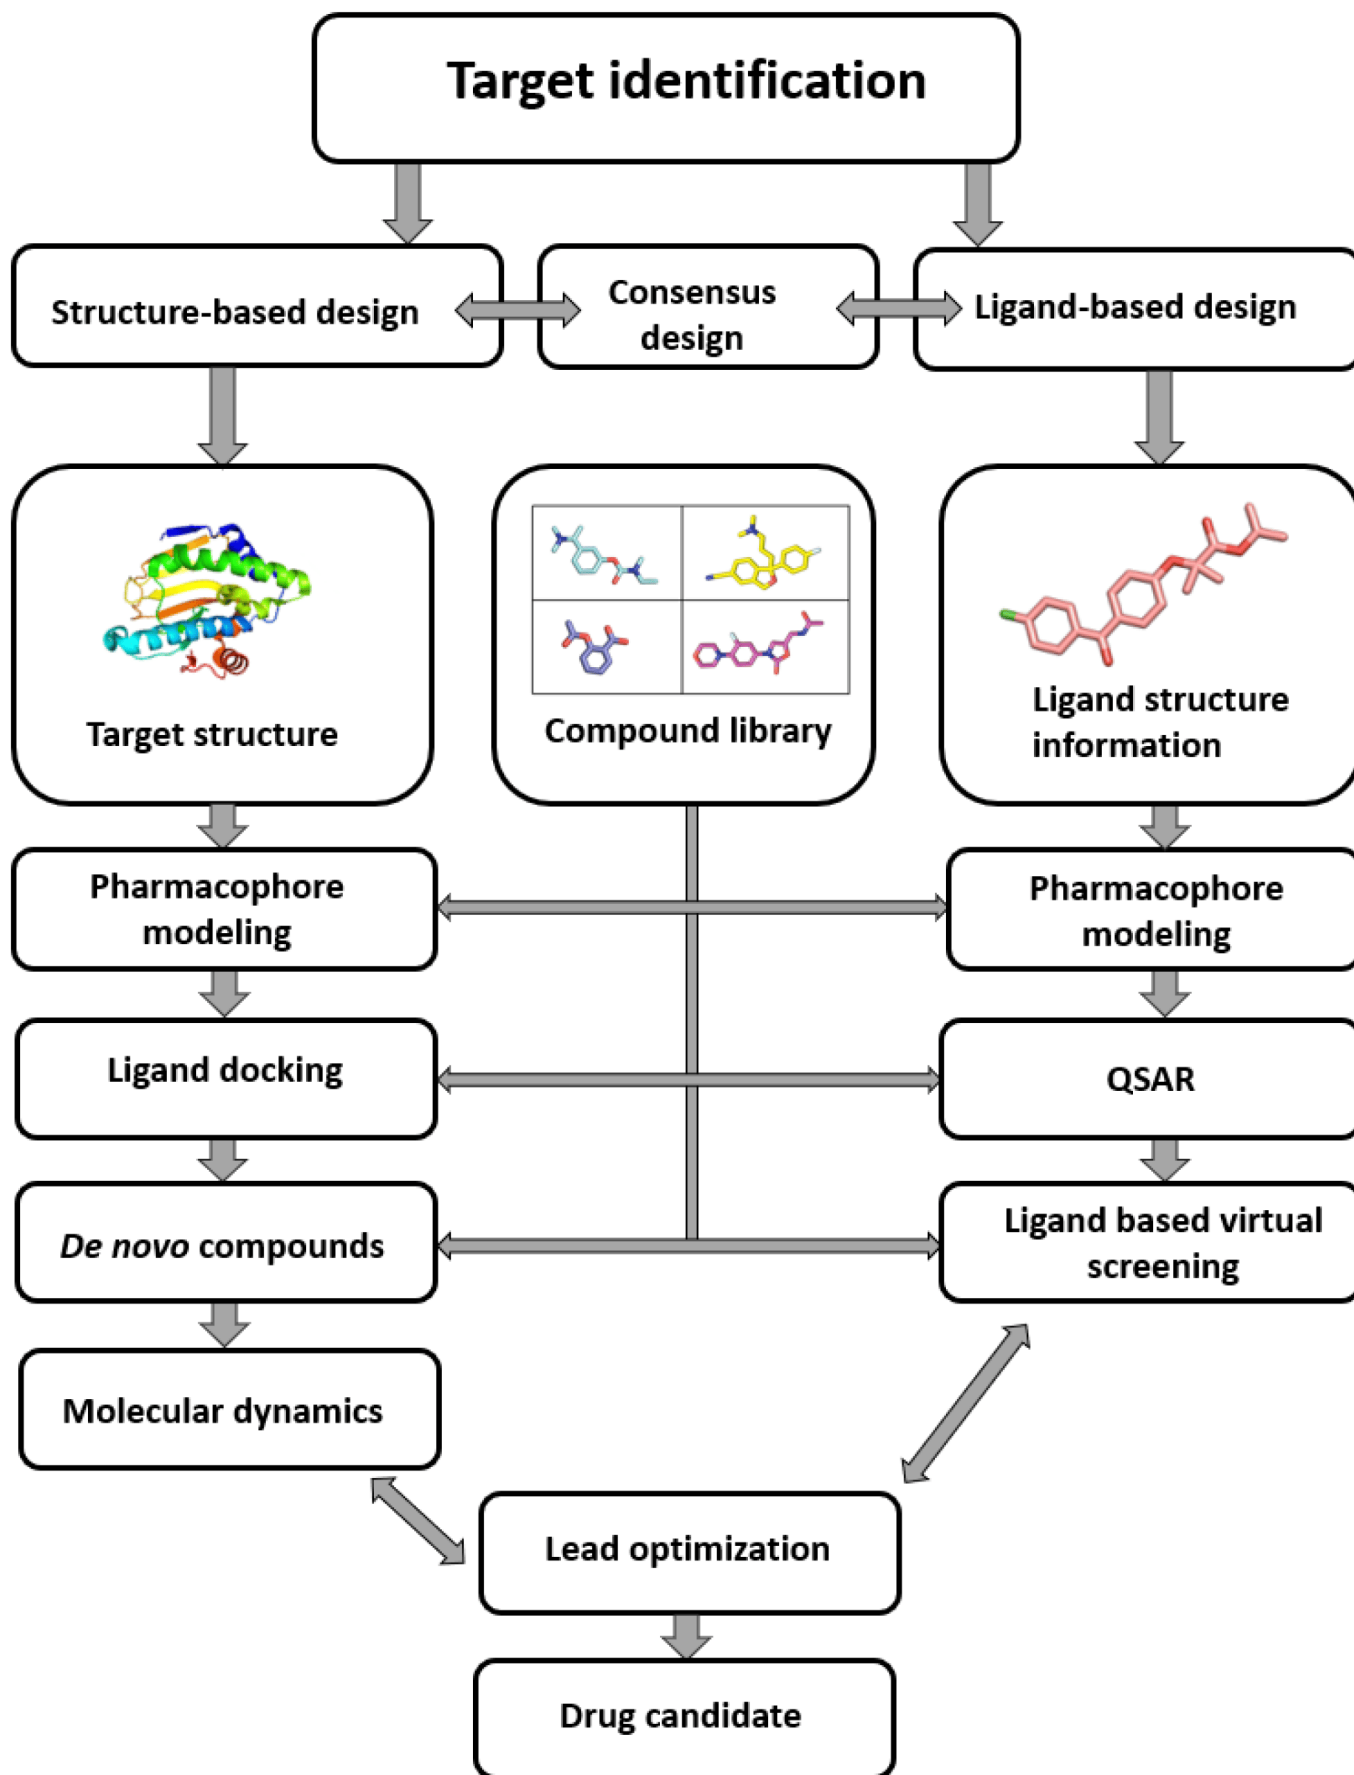 Target identification
Structure-based design
Consensus
design
Ligand-based design
Target structure
Compound library
Ligand structure
information
Pharmacophore
modeling
Pharmacophore
modeling
Ligand docking
QSAR
De novo compounds
Ligand based virtual
screening
Molecular dynamics
Lead optimization
Drug candidate